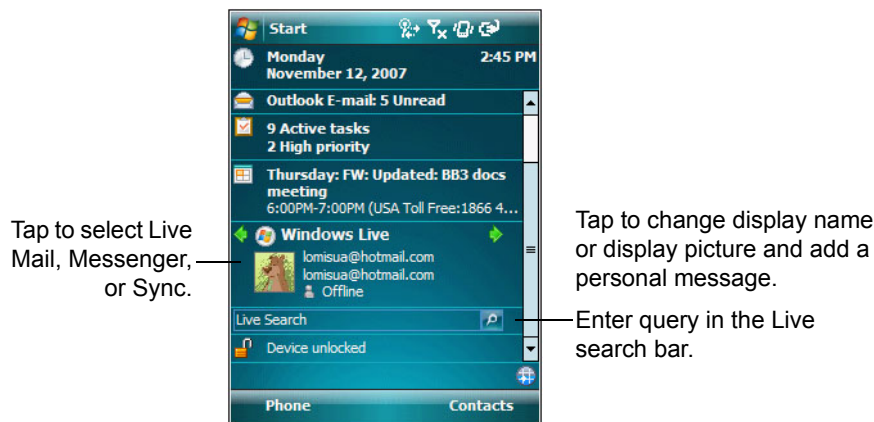 Start
Monday 2:45 PM
November 12, 2007
Outlook E-mail: 5 Unread
9 Active tasks
2 High priority
Thursday: FW: Updated: BB3 docs
meeting
6:00PM-7:00PM (USA Toll Free:1866 4...
Windows Live
lomisua@hotmail.com
lomisua@hotmail.com
Offline
Live Search
Device unlocked
Phone Contacts
Tap to select Live
Mail, Messenger,
or Sync.
Tap to change display name
or display picture and add a
personal message.
Enter query in the Live
search bar.